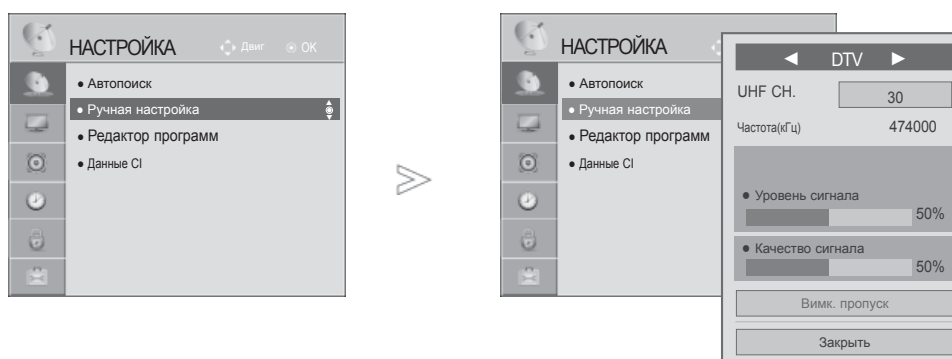 НАСТРОЙКА
Двиг OK
• Автопоиск
• Ручная настройка
• Редактор программ
• Данные CI
НАСТРОЙКА
• Автопоиск
• Ручная настройка
• Редактор программ
• Данные CI
◄ DTV ►
UHF CH. 30
Частота(кГц) 474000
• Уровень сигнала
50%
• Качество сигнала
50%
Вимк. пропуск
Закрыть